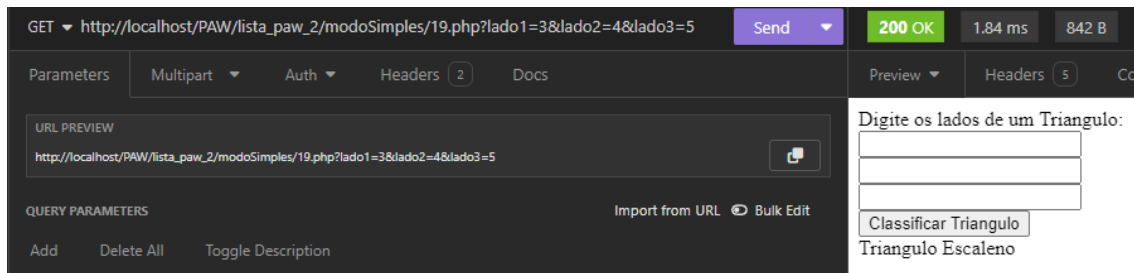 GET http://localhost/PAW/lista_paw_2/modoSimples/19.php?lado1=3&lado2=4&lado3=5 Send
Parameters Multipart Auth Headers 2 Docs
URL PREVIEW
http://localhost/PAW/lista_paw_2/modoSimples/19.php?lado1=3&lado2=4&lado3=5
QUERY PARAMETERS Import from URL Bulk Edit
Add Delete All Toggle Description
200 OK 1.84 ms 842 B
Preview Headers 5
Digite os lados de um Triangulo:
Classificar Triangulo
Triangulo Escaleno